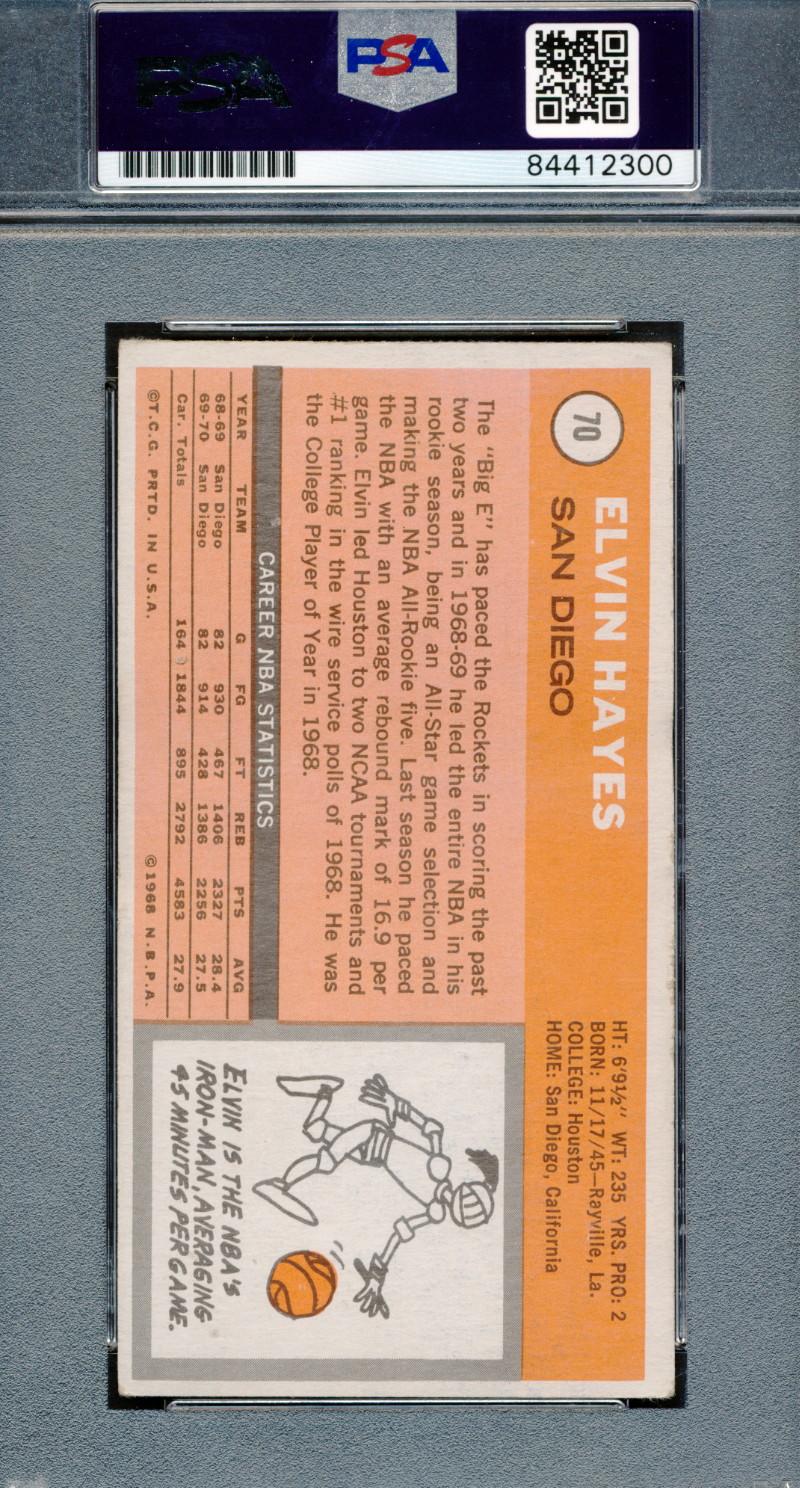 PSA
PSA
84412300
70
ELVIN HAYES
SAN DIEGO
HT: 6'9½" WT: 235 YRS. PRO: 2
BORN: 11/17/45—Rayville, La.
COLLEGE: Houston
HOME: San Diego, California
The "Big E" has paced the Rockets in scoring the past
two years and in 1968-69 he led the entire NBA in his
rookie season, being an All-Star game selection and
making the NBA All-Rookie five. Last season he paced
the NBA with an average rebound mark of 16.9 per
game. Elvin led Houston to two NCAA tournaments and
#1 ranking in the wire service polls of 1968. He was
the College Player of Year in 1968.
CAREER NBA STATISTICS
YEAR TEAM G FG FT REB PTS AVG
68-69 San Diego 82 930 467 1406 2327 28.4
69-70 San Diego 82 914 428 1386 2256 27.5
Car. Totals 164 1844 895 2792 4583 27.9
©T.C.G. PRTD. IN U.S.A. ©1968 N.B.P.A.
ELVIN IS THE NBA'S
IRON-MAN, AVERAGING
45 MINUTES PER GAME.